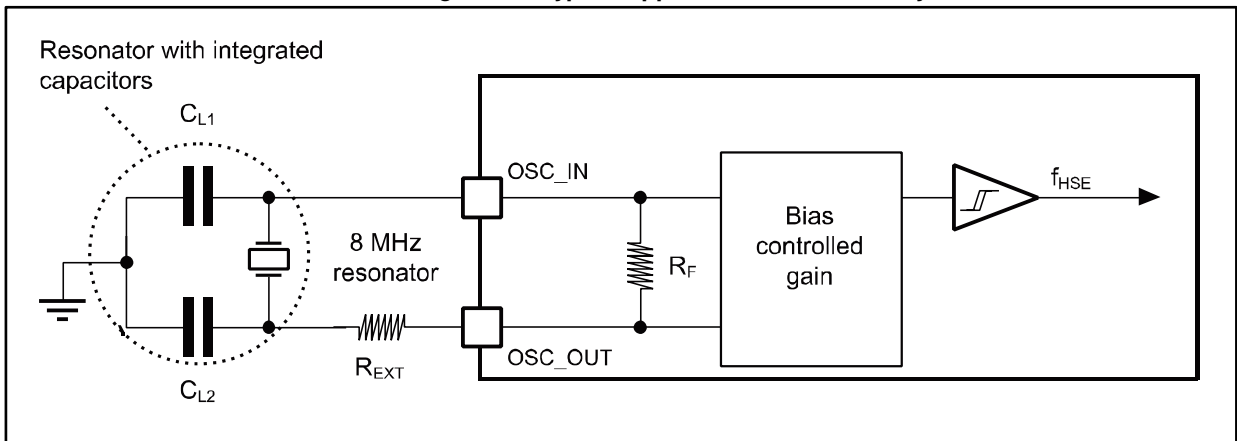 Resonator with integrated
capacitors
CL1
OSC_IN
fHSE
8 MHz
resonator
RF
Bias
controlled
gain
REXT
OSC_OUT
CL2